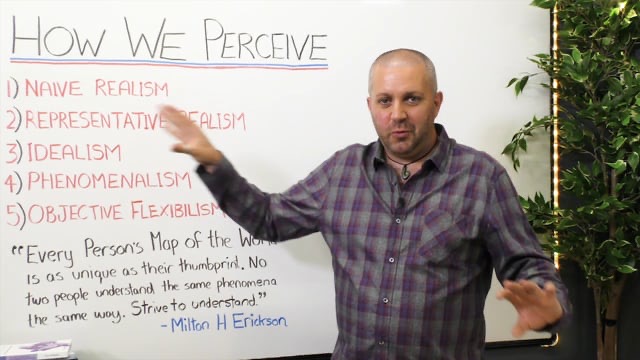 HOW WE PERCEIVE
1) NAIVE REALISM
2) REPRESENTATIVE REALISM
3) IDEALISM
4) PHENOMENALISM
5) OBJECTIVE FLEXIBILISM
"EVERY PERSON'S MAP OF THE WORLD
IS AS UNIQUE AS THEIR THUMBPRINT. NO
TWO PEOPLE UNDERSTAND THE SAME PHENOMENA
THE SAME WAY. STRIVE TO UNDERSTAND."
- MILTON H ERICKSON